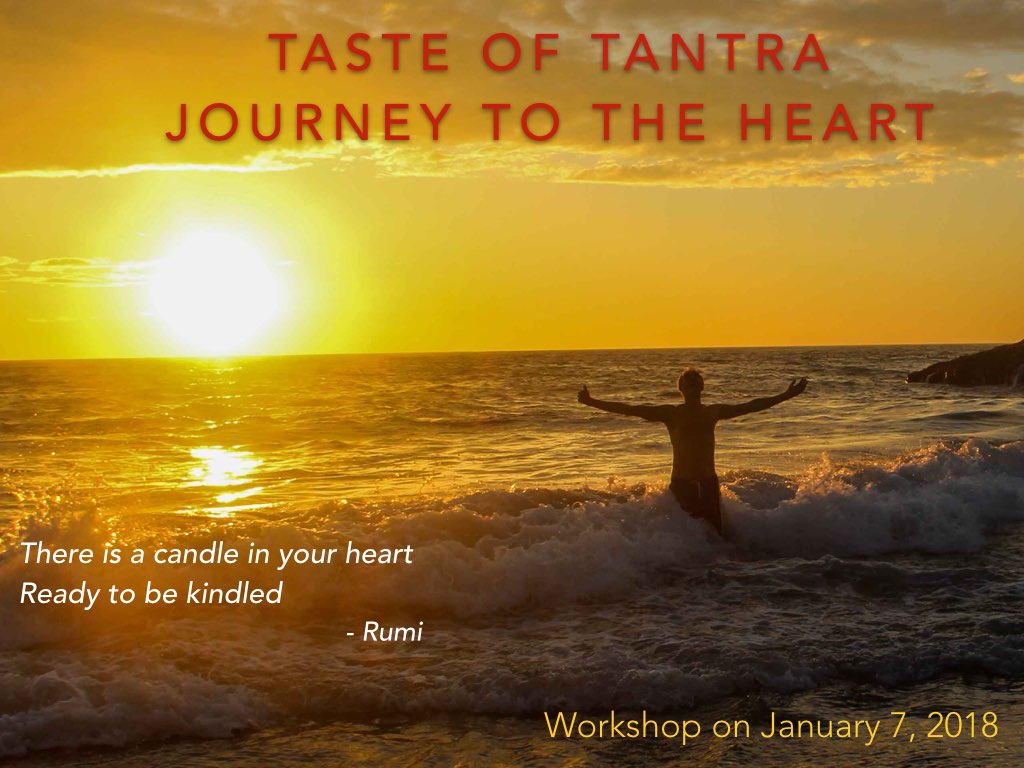 TASTE OF TANTRA
JOURNEY TO THE HEART
There is a candle in your heart
Ready to be kindled
- Rumi
Workshop on January 7, 2018